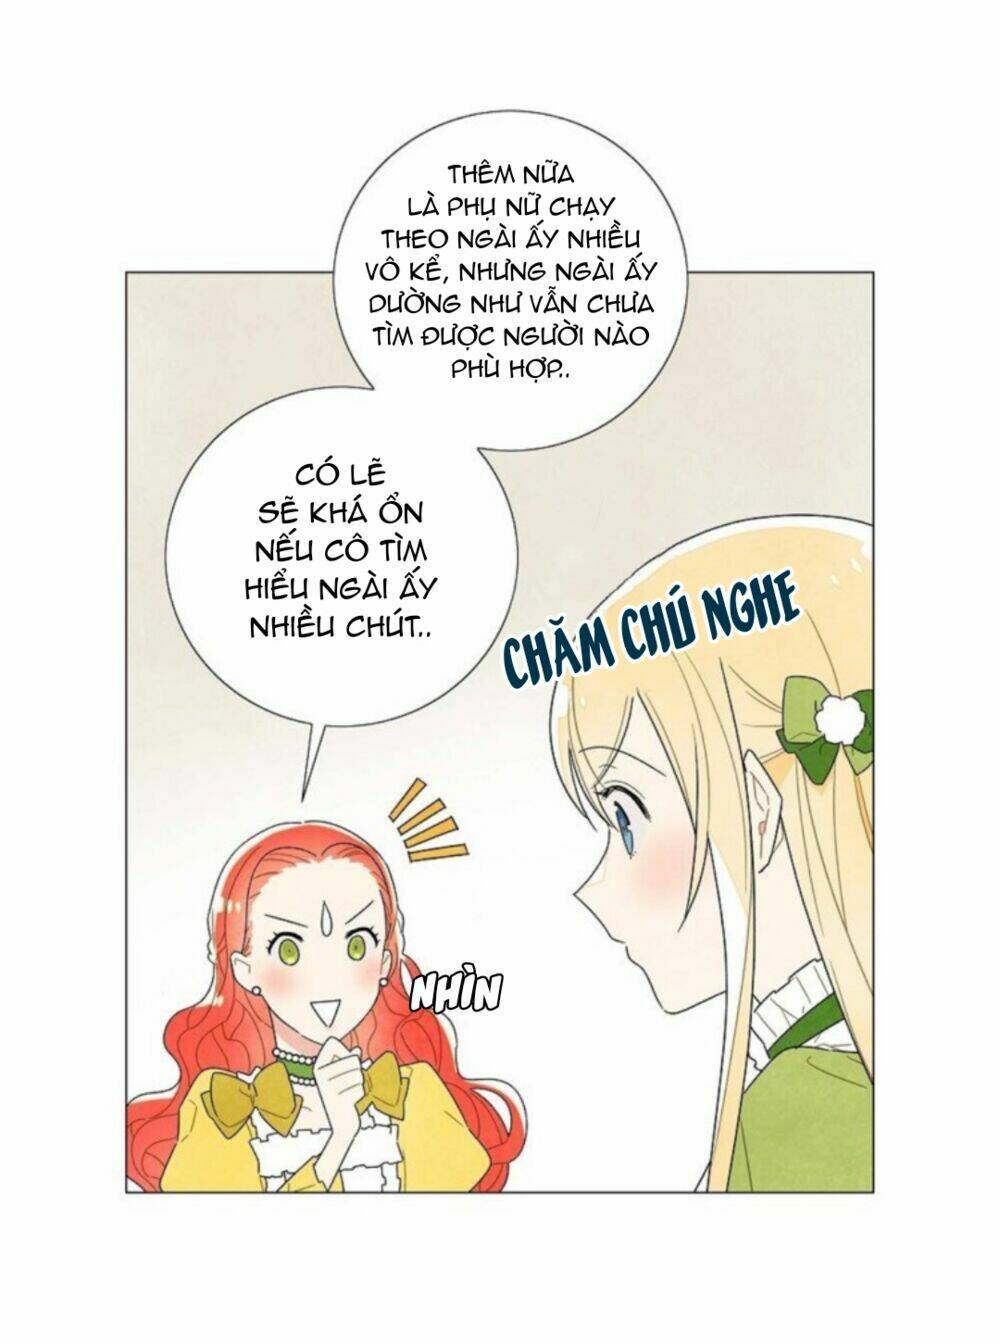 THÊM NỮA
LÀ PHỤ NỮ CHẠY
THEO NGÀI ẤY NHIỀU
VÔ KỂ, NHƯNG NGÀI ẤY
DƯỜNG NHƯ VẪN CHƯA
TÌM ĐƯỢC NGƯỜI NÀO
PHÙ HỢP..
CÓ LẼ
SẼ KHÁ ỔN
NẾU CÔ TÌM
HIỂU NGÀI ẤY
NHIỀU CHÚT..
CHĂM CHÚ NGHE
NHÌN